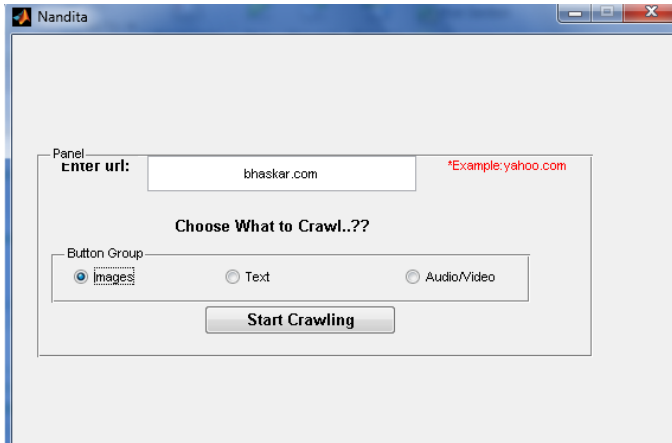 Nandita
Panel
Enter url:
bhaskar.com
*Example:yahoo.com
Choose What to Crawl..??
Button Group
Images
Text
Audio/Video
Start Crawling